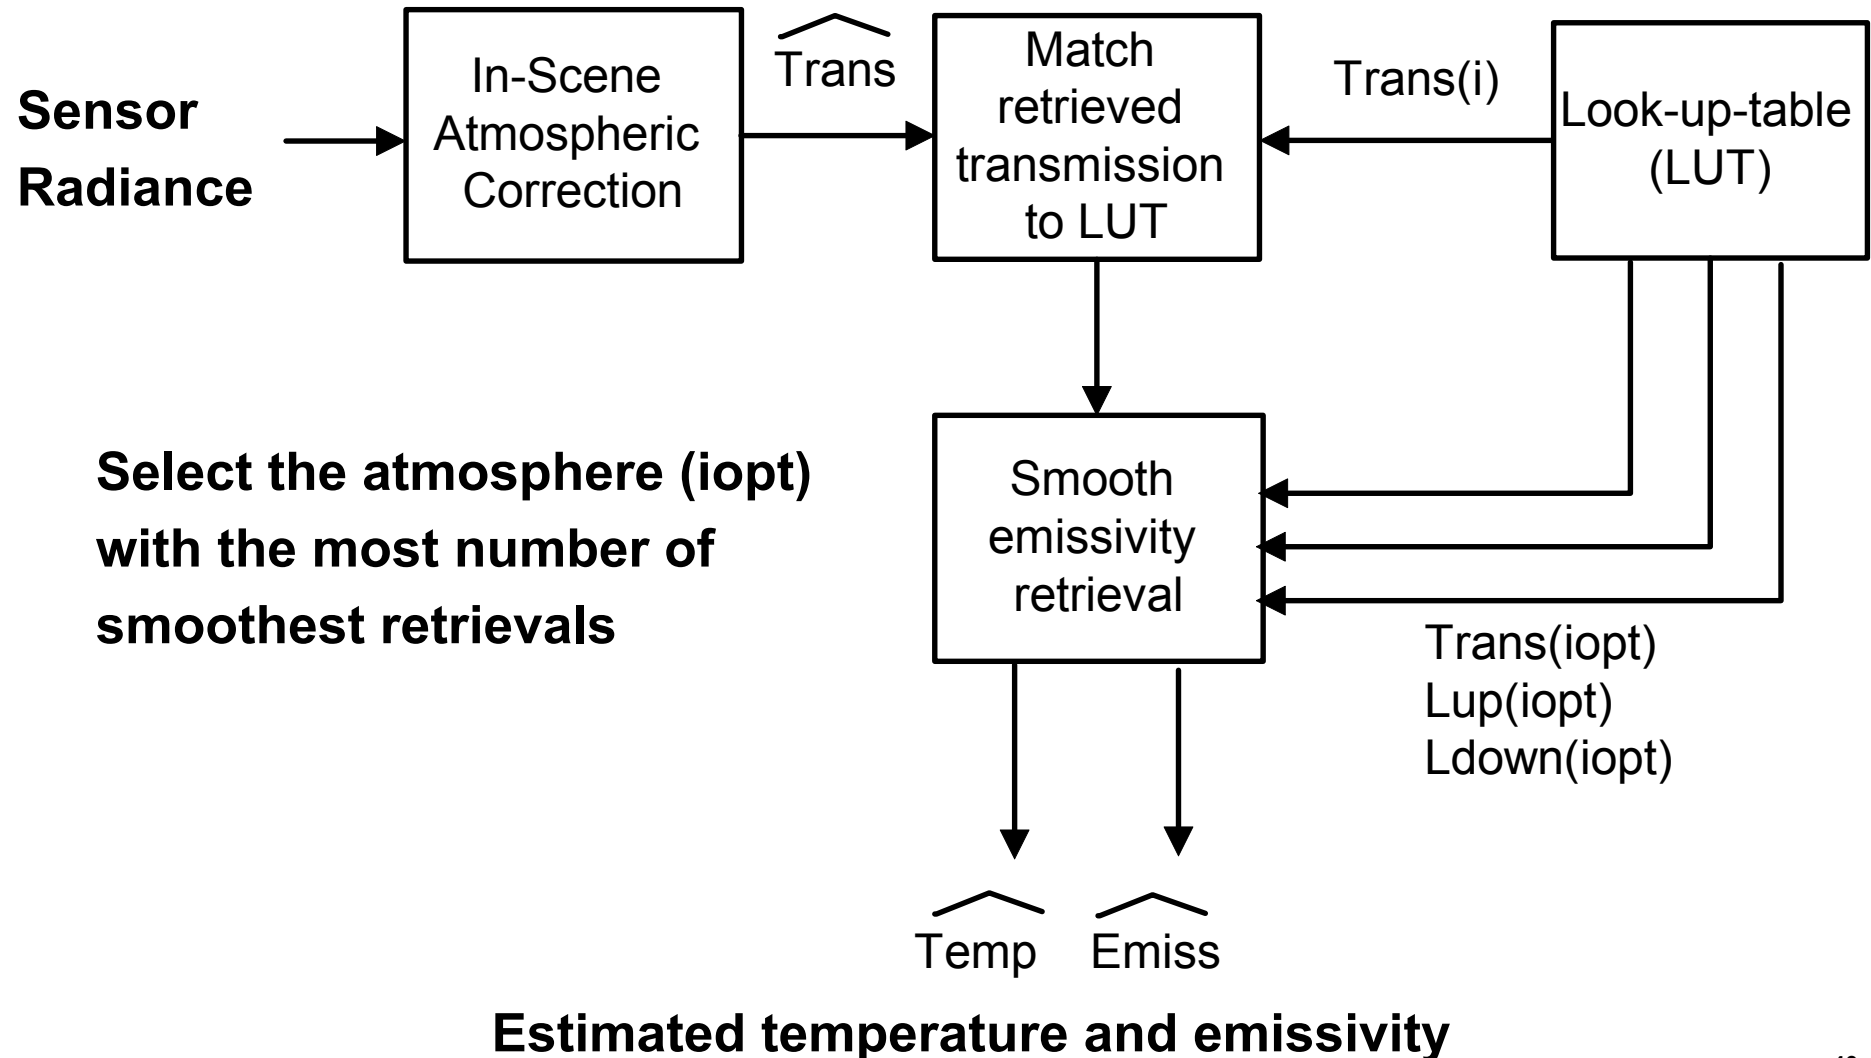 Sensor
Radiance
In-Scene
Atmospheric
Correction
Trans
Match
retrieved
transmission
to LUT
Trans(i)
Look-up-table
(LUT)
Select the atmosphere (iopt)
with the most number of
smoothest retrievals
Smooth
emissivity
retrieval
Trans(iopt)
Lup(iopt)
Ldown(iopt)
Temp
Emiss
Estimated temperature and emissivity